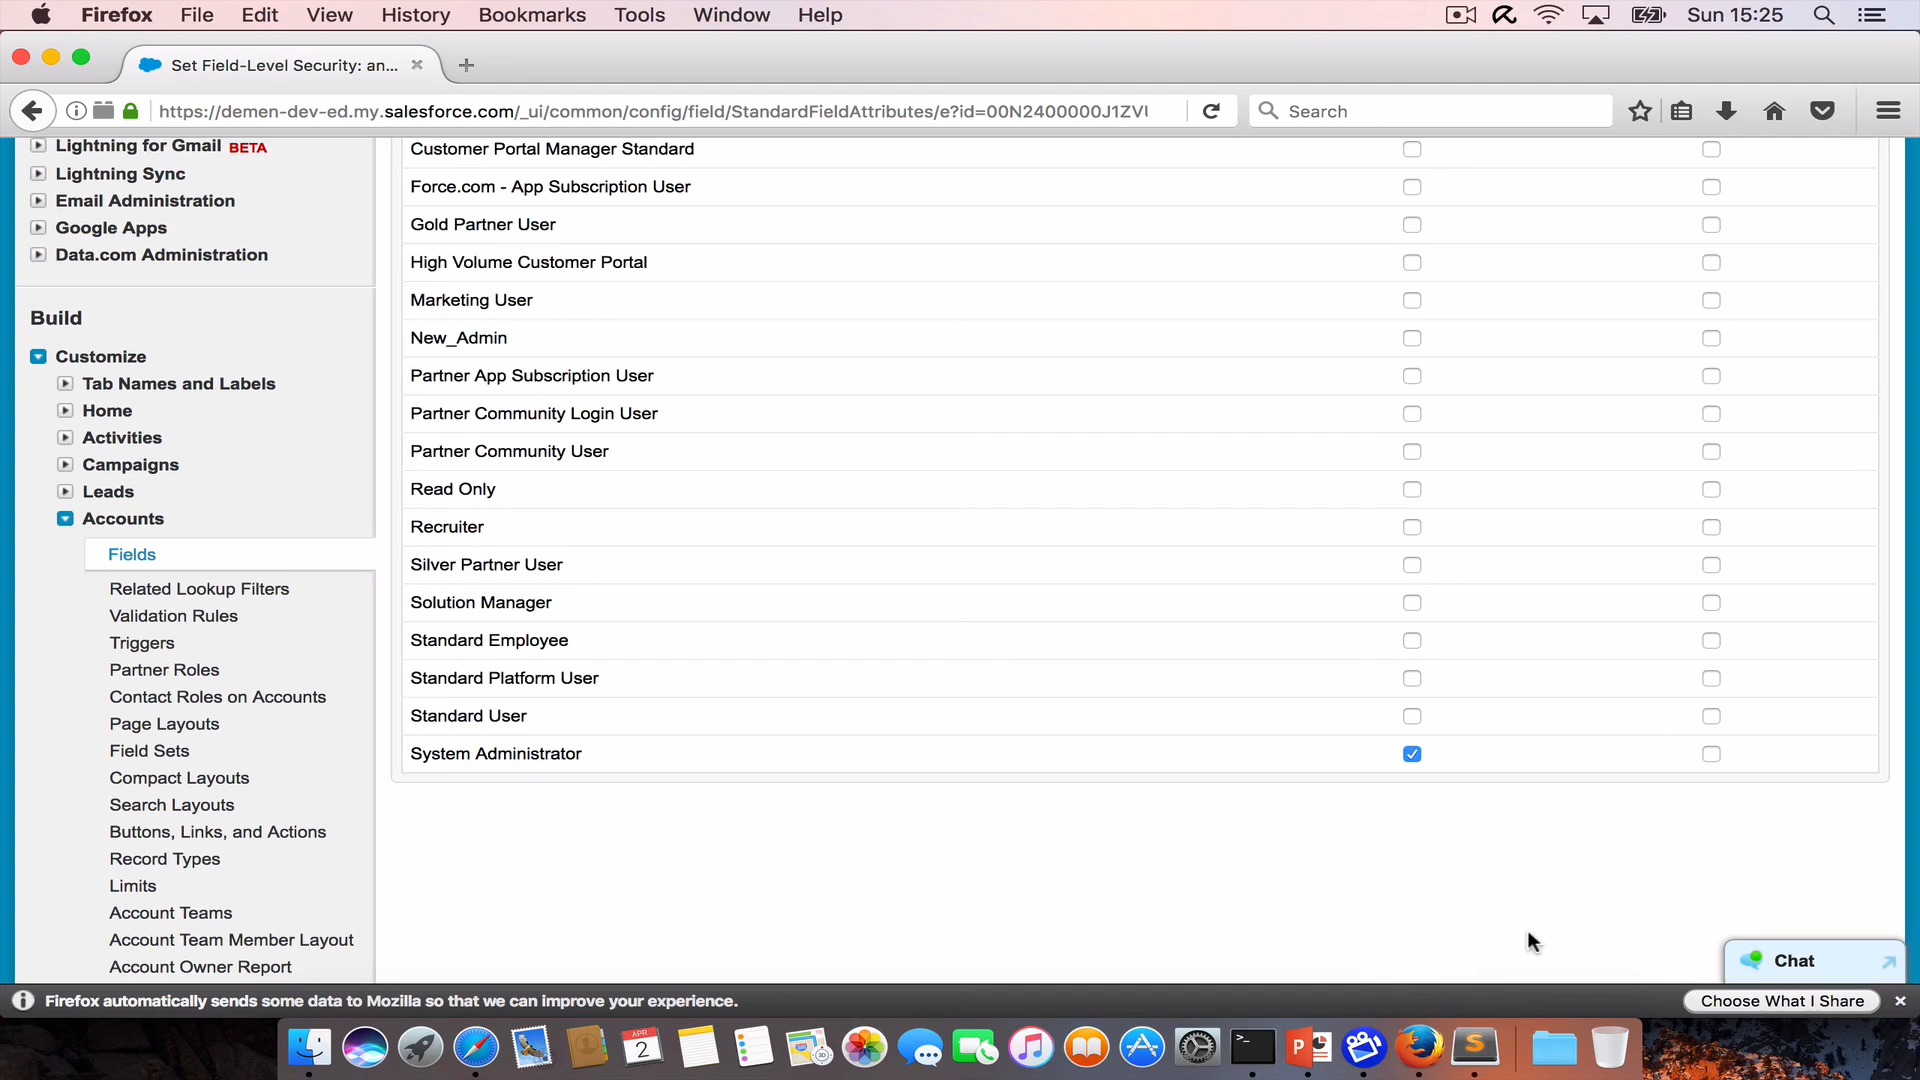 Firefox File Edit View History Bookmarks Tools Window Help Sun 15:25
Set Field-Level Security: an...
https://demen-dev-ed.my.salesforce.com/_ui/common/config/field/StandardFieldAttributes/e?id=00N2400000J1ZVU
Search
Lightning for Gmail BETA
Lightning Sync
Email Administration
Google Apps
Data.com Administration
Build
Customize
Tab Names and Labels
Home
Activities
Campaigns
Leads
Accounts
Fields
Related Lookup Filters
Validation Rules
Triggers
Partner Roles
Contact Roles on Accounts
Page Layouts
Field Sets
Compact Layouts
Search Layouts
Buttons, Links, and Actions
Record Types
Limits
Account Teams
Account Team Member Layout
Account Owner Report
Customer Portal Manager Standard
Force.com - App Subscription User
Gold Partner User
High Volume Customer Portal
Marketing User
New_Admin
Partner App Subscription User
Partner Community Login User
Partner Community User
Read Only
Recruiter
Silver Partner User
Solution Manager
Standard Employee
Standard Platform User
Standard User
System Administrator
Chat
Firefox automatically sends some data to Mozilla so that we can improve your experience.
Choose What I Share
APR
2